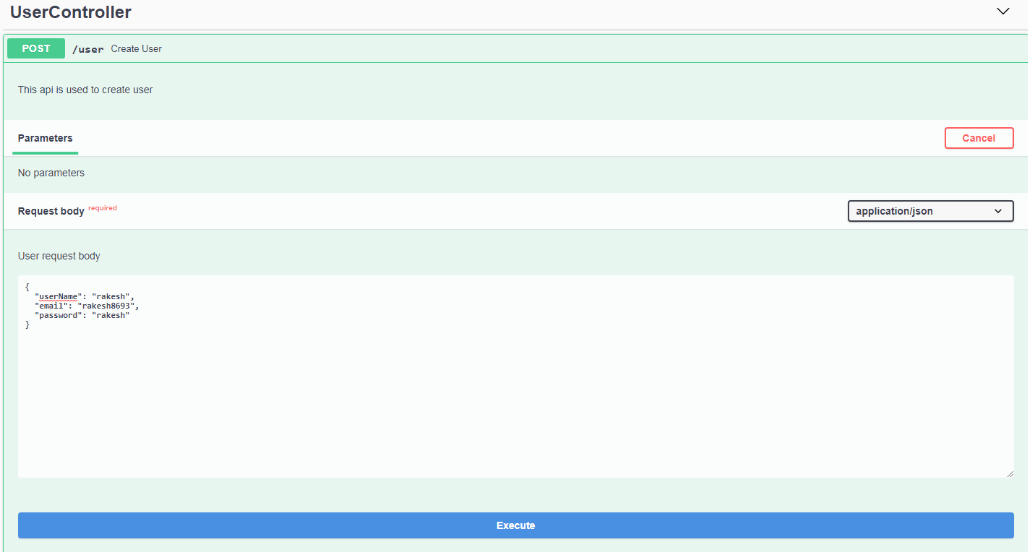 UserController
POST /user Create User
This api is used to create user
Parameters Cancel
No parameters
Request body required application/json
User request body
{
"userName": "rakesh",
"email": "rakesh8693",
"password": "rakesh"
}
Execute